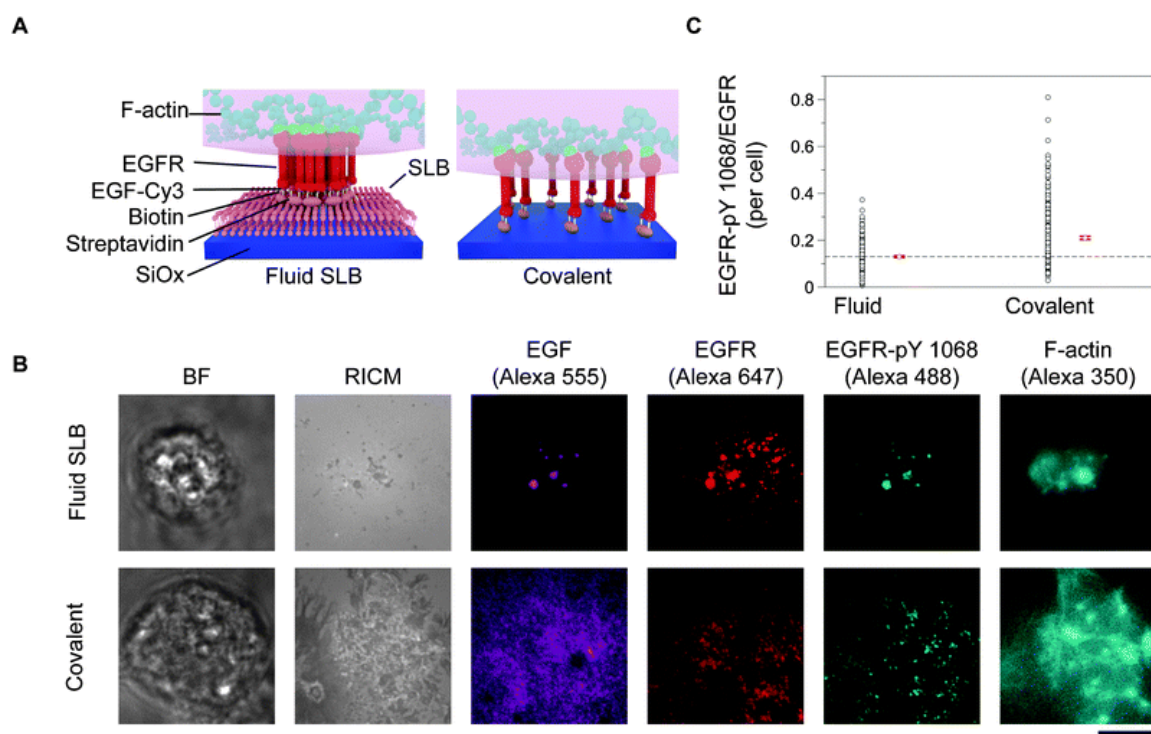 A
F-actin
EGFR
EGF-Cy3
Biotin
Streptavidin
SiOx
SLB
Fluid SLB
Covalent
C
EGFR-pY 1068/EGFR
(per cell)
0.8
0.6
0.4
0.2
0
Fluid
Covalent
B
BF
RICM
EGF
(Alexa 555)
EGFR
(Alexa 647)
EGFR-pY 1068
(Alexa 488)
F-actin
(Alexa 350)
Fluid SLB
Covalent